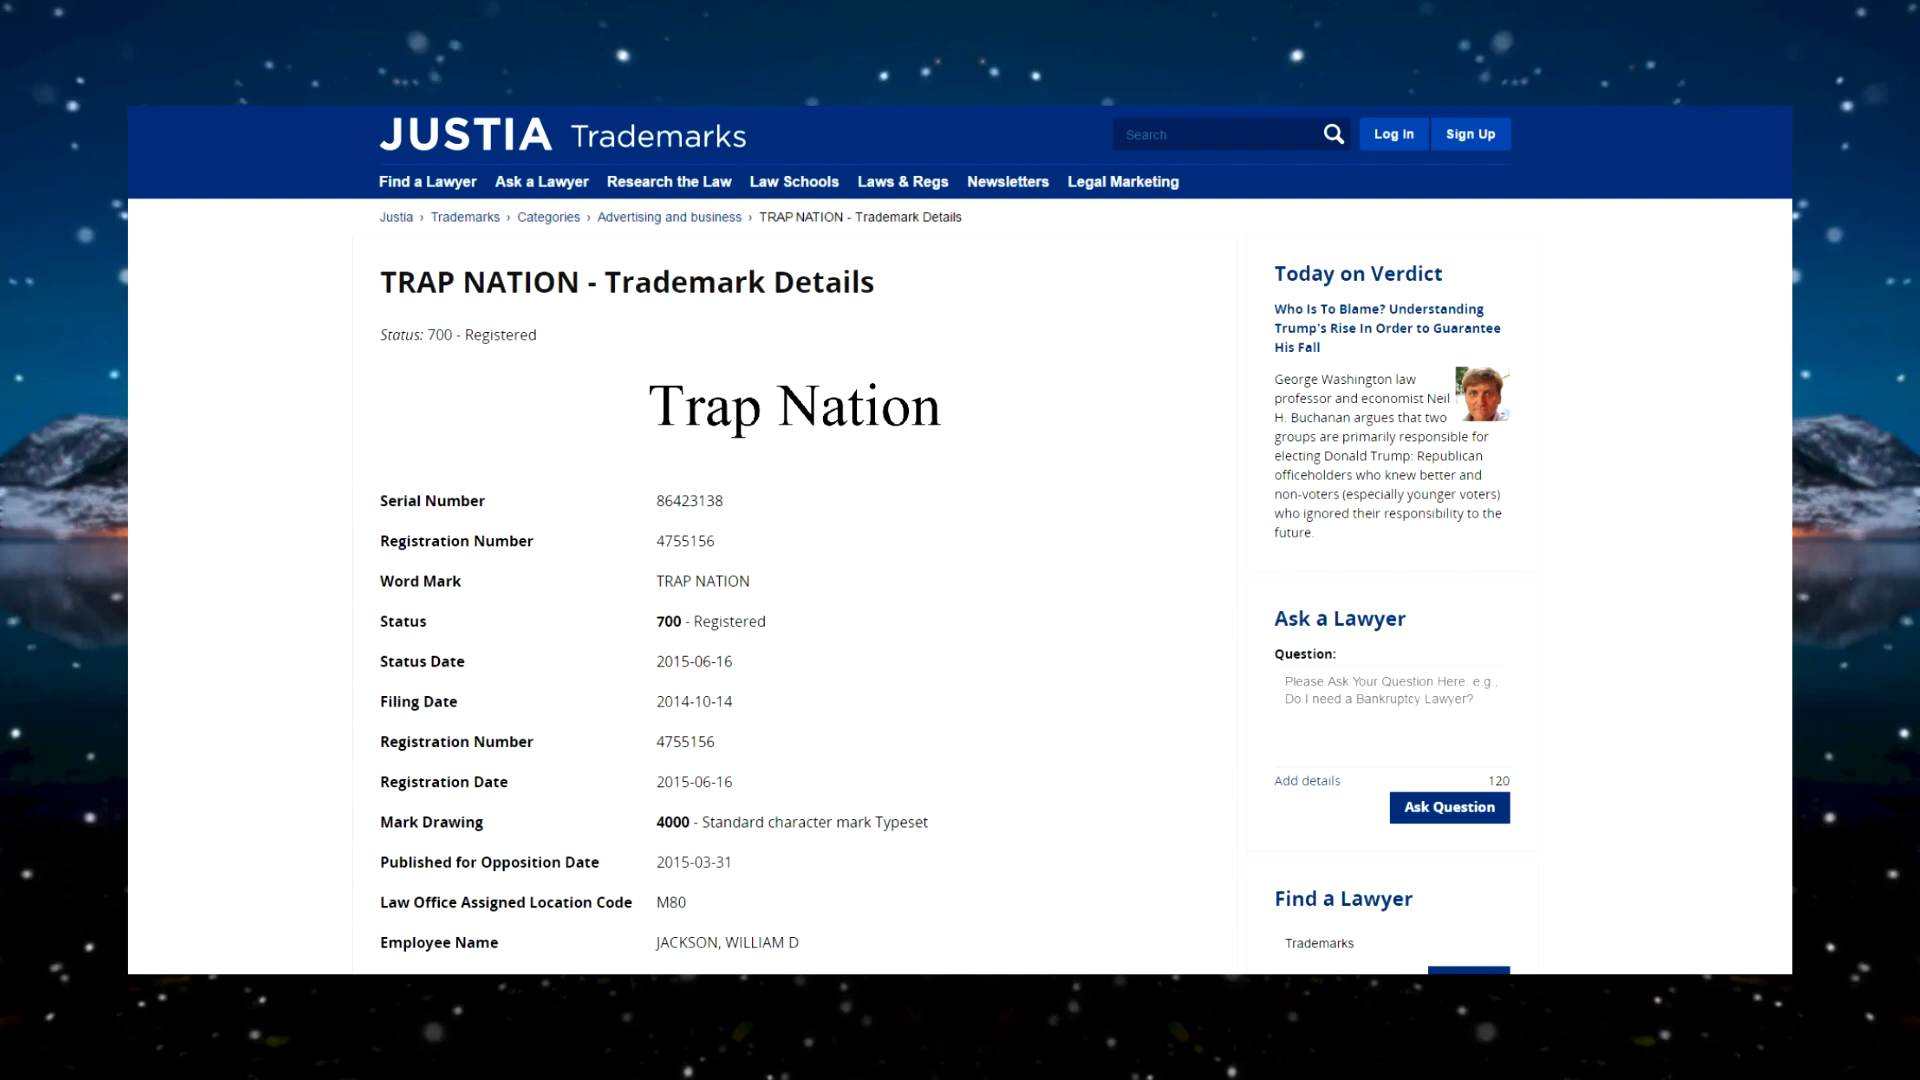 JUSTIA Trademarks
Search
Log In
Sign Up
Find a Lawyer Ask a Lawyer Research the Law Law Schools Laws & Regs Newsletters Legal Marketing
Justia › Trademarks › Categories › Advertising and business › TRAP NATION - Trademark Details
TRAP NATION - Trademark Details
Status: 700 - Registered
Trap Nation
Serial Number 86423138
Registration Number 4755156
Word Mark TRAP NATION
Status 700 - Registered
Status Date 2015-06-16
Filing Date 2014-10-14
Registration Number 4755156
Registration Date 2015-06-16
Mark Drawing 4000 - Standard character mark Typeset
Published for Opposition Date 2015-03-31
Law Office Assigned Location Code M80
Employee Name JACKSON, WILLIAM D
Today on Verdict
Who Is To Blame? Understanding
Trump's Rise In Order to Guarantee
His Fall
George Washington law
professor and economist Neil
H. Buchanan argues that two
groups are primarily responsible for
electing Donald Trump: Republican
officeholders who knew better and
non-voters (especially younger voters)
who ignored their responsibility to the
future.
Ask a Lawyer
Question:
Please Ask Your Question Here. e.g.,
Do I need a Bankruptcy Lawyer?
Add details 120
Ask Question
Find a Lawyer
Trademarks